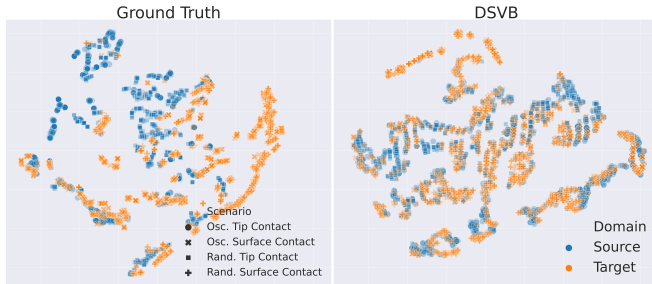 Ground Truth
DSVB
Scenario
Osc. Tip Contact
Osc. Surface Contact
Rand. Tip Contact
Rand. Surface Contact
Domain
Source
Target